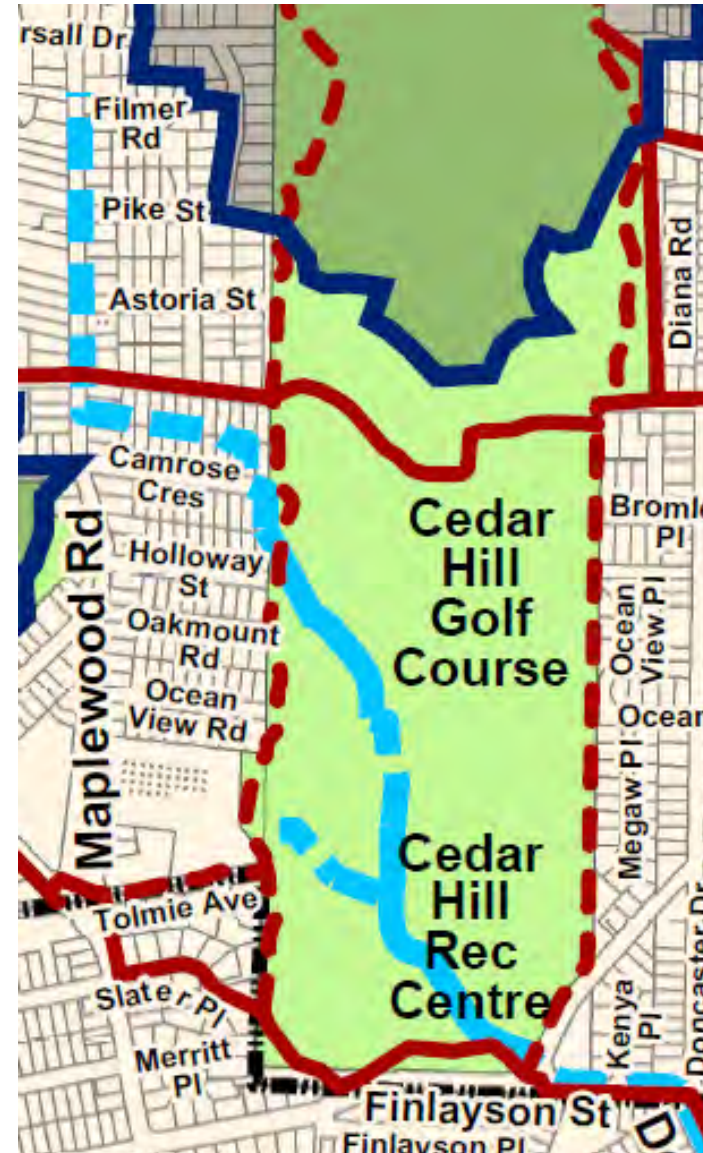 rsall Dr
Filmer
Rd
Pike St
Astoria St
Diana Rd
Camrose
Cres
Cedar
Hill
Golf
Course
Bromle
Pl
Holloway
St
Maplewood Rd
Oakmount
Rd
Ocean
View Pl
Ocean
View Rd
Ocean
Megaw Pl
Cedar
Hill
Rec
Centre
Tolmie Ave
Slater Pl
Doncaster Dr
Kenya
Pl
Merritt
Pl
Finlayson St
Finlayson Pl
D